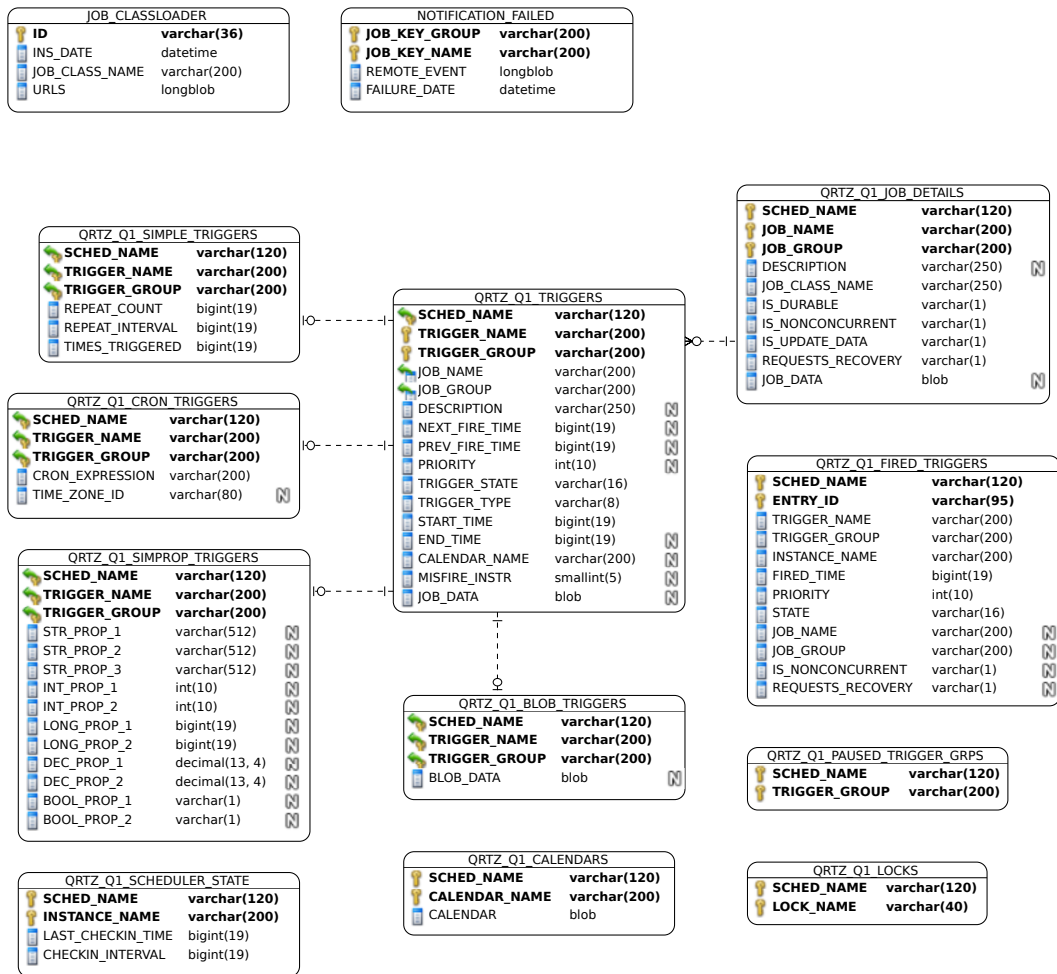 JOB_CLASSLOADER
ID varchar(36)
INS_DATE datetime
JOB_CLASS_NAME varchar(200)
URLS longblob
NOTIFICATION_FAILED
JOB_KEY_GROUP varchar(200)
JOB_KEY_NAME varchar(200)
REMOTE_EVENT longblob
FAILURE_DATE datetime
QRTZ_Q1_JOB_DETAILS
SCHED_NAME varchar(120)
JOB_NAME varchar(200)
JOB_GROUP varchar(200)
DESCRIPTION varchar(250) N
JOB_CLASS_NAME varchar(250)
IS_DURABLE varchar(1)
IS_NONCONCURRENT varchar(1)
IS_UPDATE_DATA varchar(1)
REQUESTS_RECOVERY varchar(1)
JOB_DATA blob N
QRTZ_Q1_SIMPLE_TRIGGERS
SCHED_NAME varchar(120)
TRIGGER_NAME varchar(200)
TRIGGER_GROUP varchar(200)
REPEAT_COUNT bigint(19)
REPEAT_INTERVAL bigint(19)
TIMES_TRIGGERED bigint(19)
QRTZ_Q1_TRIGGERS
SCHED_NAME varchar(120)
TRIGGER_NAME varchar(200)
TRIGGER_GROUP varchar(200)
JOB_NAME varchar(200)
JOB_GROUP varchar(200)
DESCRIPTION varchar(250) N
NEXT_FIRE_TIME bigint(19) N
PREV_FIRE_TIME bigint(19) N
PRIORITY int(10) N
TRIGGER_STATE varchar(16)
TRIGGER_TYPE varchar(8)
START_TIME bigint(19)
END_TIME bigint(19) N
CALENDAR_NAME varchar(200) N
MISFIRE_INSTR smallint(5) N
JOB_DATA blob N
QRTZ_Q1_CRON_TRIGGERS
SCHED_NAME varchar(120)
TRIGGER_NAME varchar(200)
TRIGGER_GROUP varchar(200)
CRON_EXPRESSION varchar(200)
TIME_ZONE_ID varchar(80) N
QRTZ_Q1_FIRED_TRIGGERS
SCHED_NAME varchar(120)
ENTRY_ID varchar(95)
TRIGGER_NAME varchar(200)
TRIGGER_GROUP varchar(200)
INSTANCE_NAME varchar(200)
FIRED_TIME bigint(19)
PRIORITY int(10)
STATE varchar(16)
JOB_NAME varchar(200) N
JOB_GROUP varchar(200) N
IS_NONCONCURRENT varchar(1) N
REQUESTS_RECOVERY varchar(1) N
QRTZ_Q1_SIMPROP_TRIGGERS
SCHED_NAME varchar(120)
TRIGGER_NAME varchar(200)
TRIGGER_GROUP varchar(200)
STR_PROP_1 varchar(512) N
STR_PROP_2 varchar(512) N
STR_PROP_3 varchar(512) N
INT_PROP_1 int(10) N
INT_PROP_2 int(10) N
LONG_PROP_1 bigint(19) N
LONG_PROP_2 bigint(19) N
DEC_PROP_1 decimal(13, 4) N
DEC_PROP_2 decimal(13, 4) N
BOOL_PROP_1 varchar(1) N
BOOL_PROP_2 varchar(1) N
QRTZ_Q1_BLOB_TRIGGERS
SCHED_NAME varchar(120)
TRIGGER_NAME varchar(200)
TRIGGER_GROUP varchar(200)
BLOB_DATA blob N
QRTZ_Q1_PAUSED_TRIGGER_GRPS
SCHED_NAME varchar(120)
TRIGGER_GROUP varchar(200)
QRTZ_Q1_SCHEDULER_STATE
SCHED_NAME varchar(120)
INSTANCE_NAME varchar(200)
LAST_CHECKIN_TIME bigint(19)
CHECKIN_INTERVAL bigint(19)
QRTZ_Q1_CALENDARS
SCHED_NAME varchar(120)
CALENDAR_NAME varchar(200)
CALENDAR blob
QRTZ_Q1_LOCKS
SCHED_NAME varchar(120)
LOCK_NAME varchar(40)